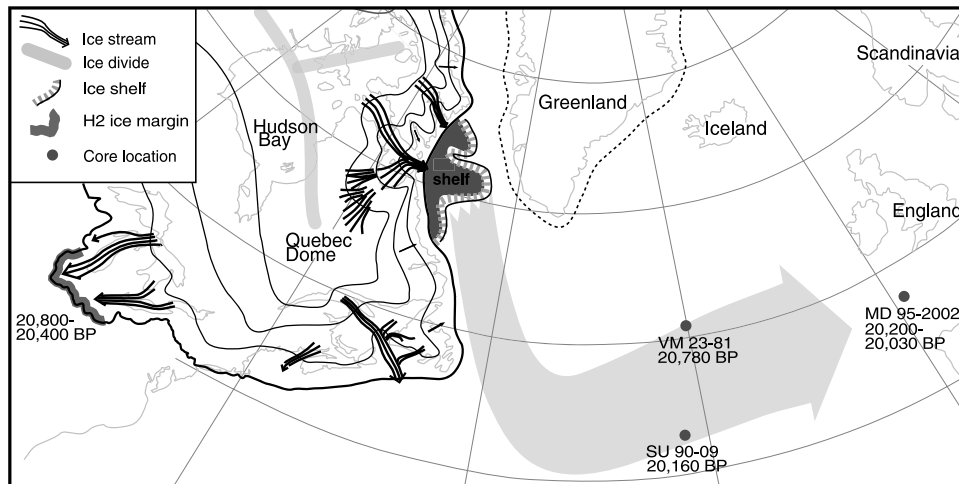 Ice stream
Ice divide
Ice shelf
H2 ice margin
Core location
Hudson
Bay
Quebec
Dome
shelf
Greenland
Iceland
Scandinavia
England
20,800-
20,400 BP
VM 23-81
20,780 BP
MD 95-2002
20,200-
20,030 BP
SU 90-09
20,160 BP